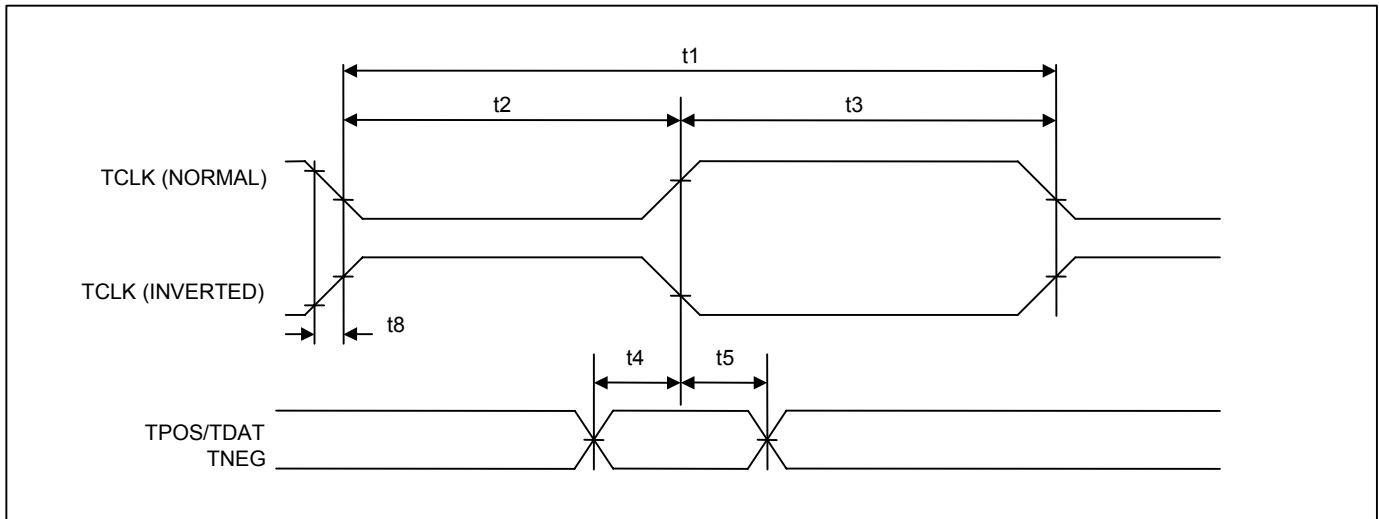 t1
t2
t3
TCLK (NORMAL)
TCLK (INVERTED)
t8
t4
t5
TPOS/TDAT
TNEG